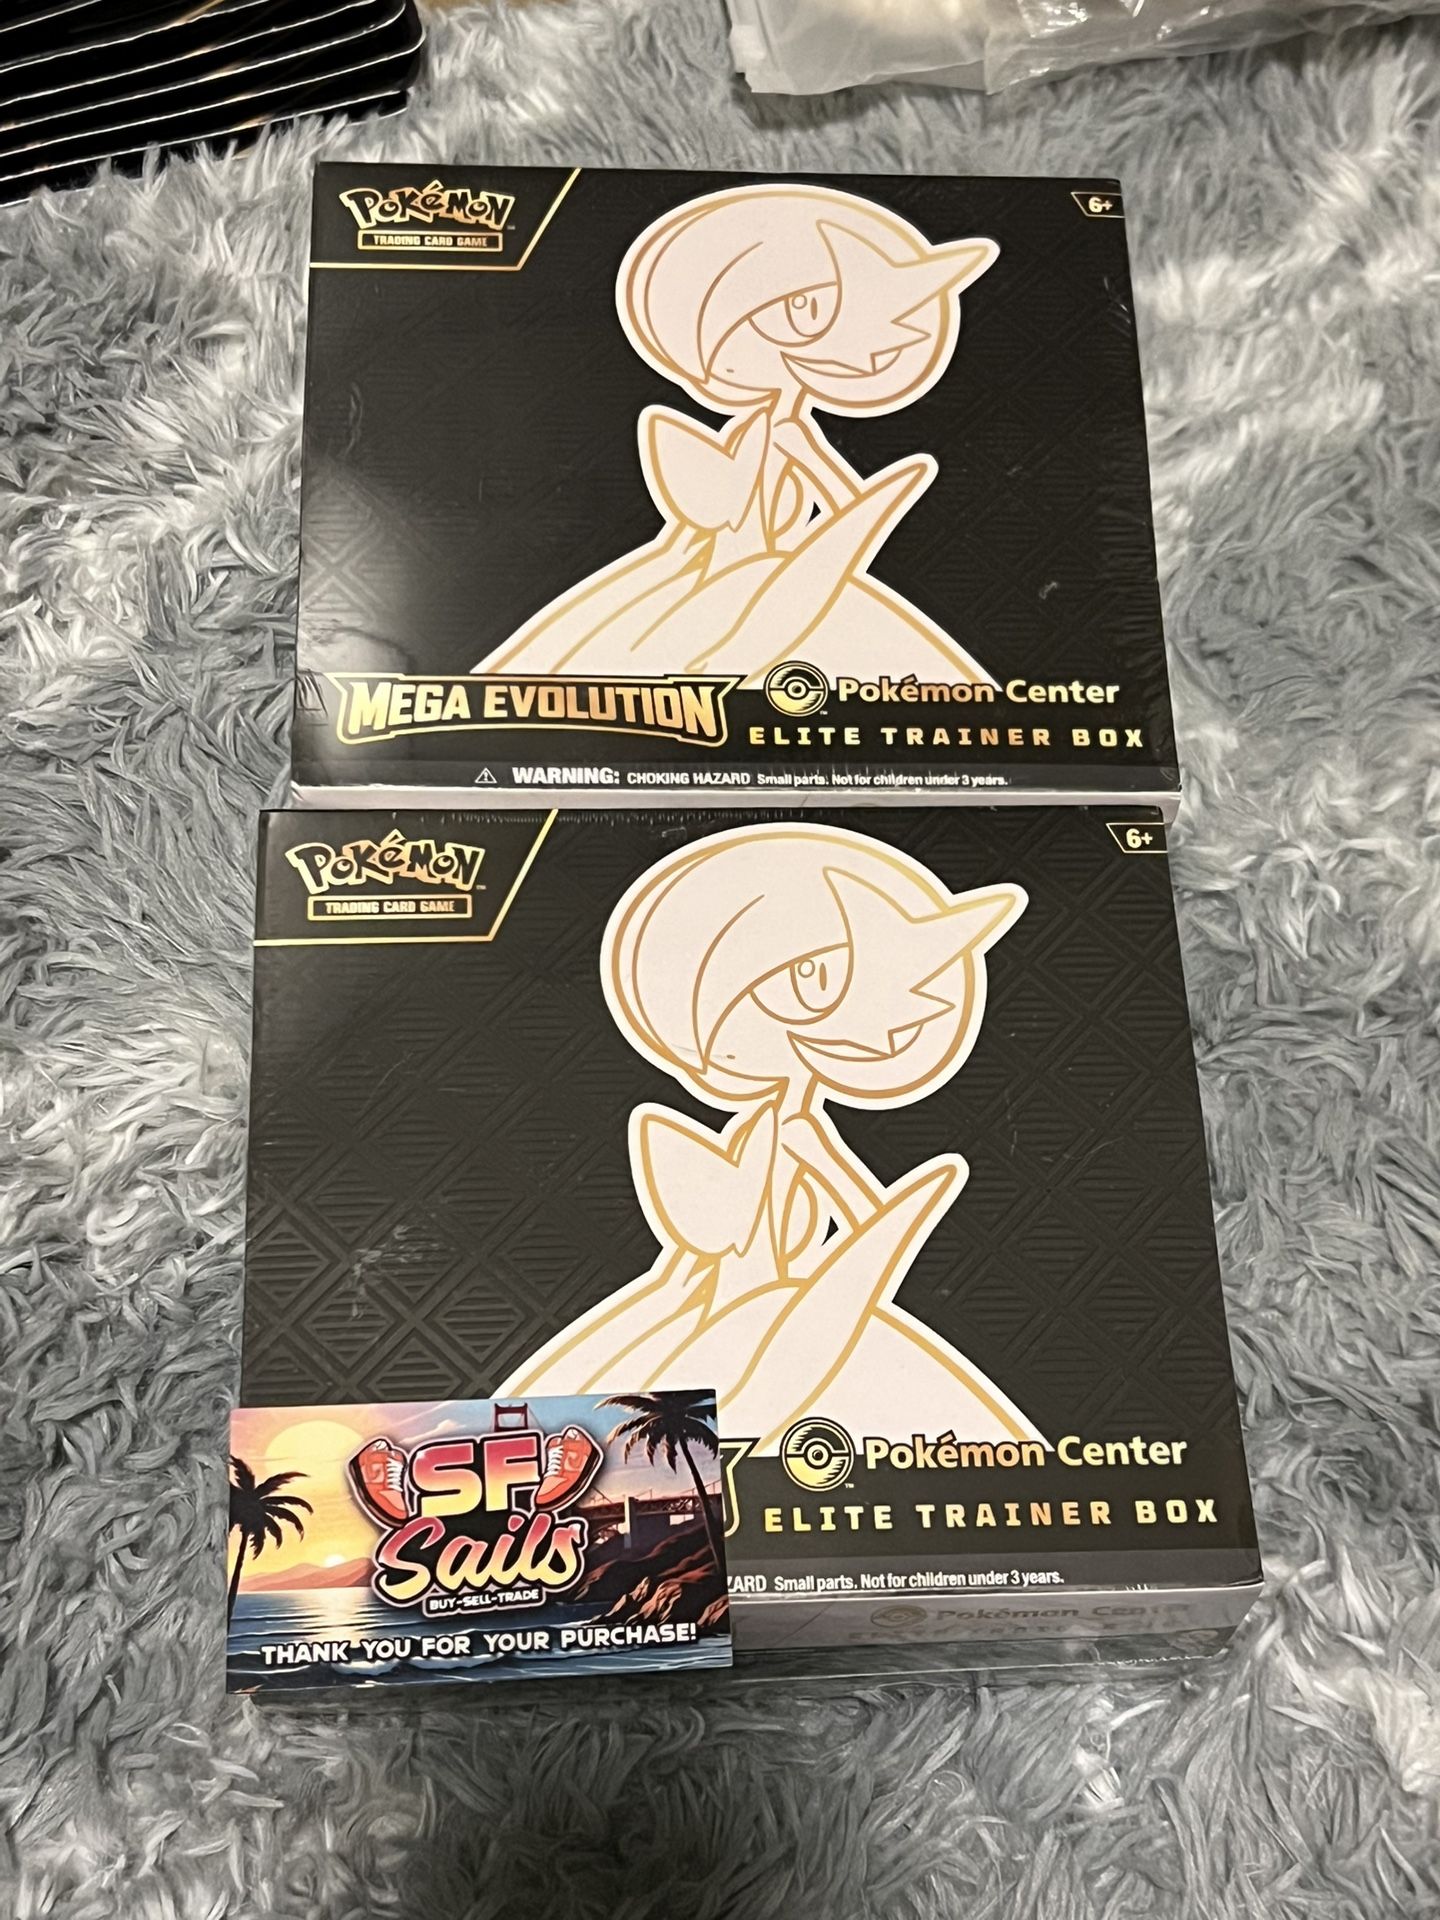 Pokémon
TRADING CARD GAME
6+
MEGA EVOLUTION
Pokémon Center
ELITE TRAINER BOX
WARNING: CHOKING HAZARD Small parts. Not for children under 3 years.
Pokémon
TRADING CARD GAME
6+
Pokémon Center
ELITE TRAINER BOX
ZARD Small parts. Not for children under 3 years.
Pokémon Center
SF
Sails
BUY-SELL-TRADE
THANK YOU FOR YOUR PURCHASE!